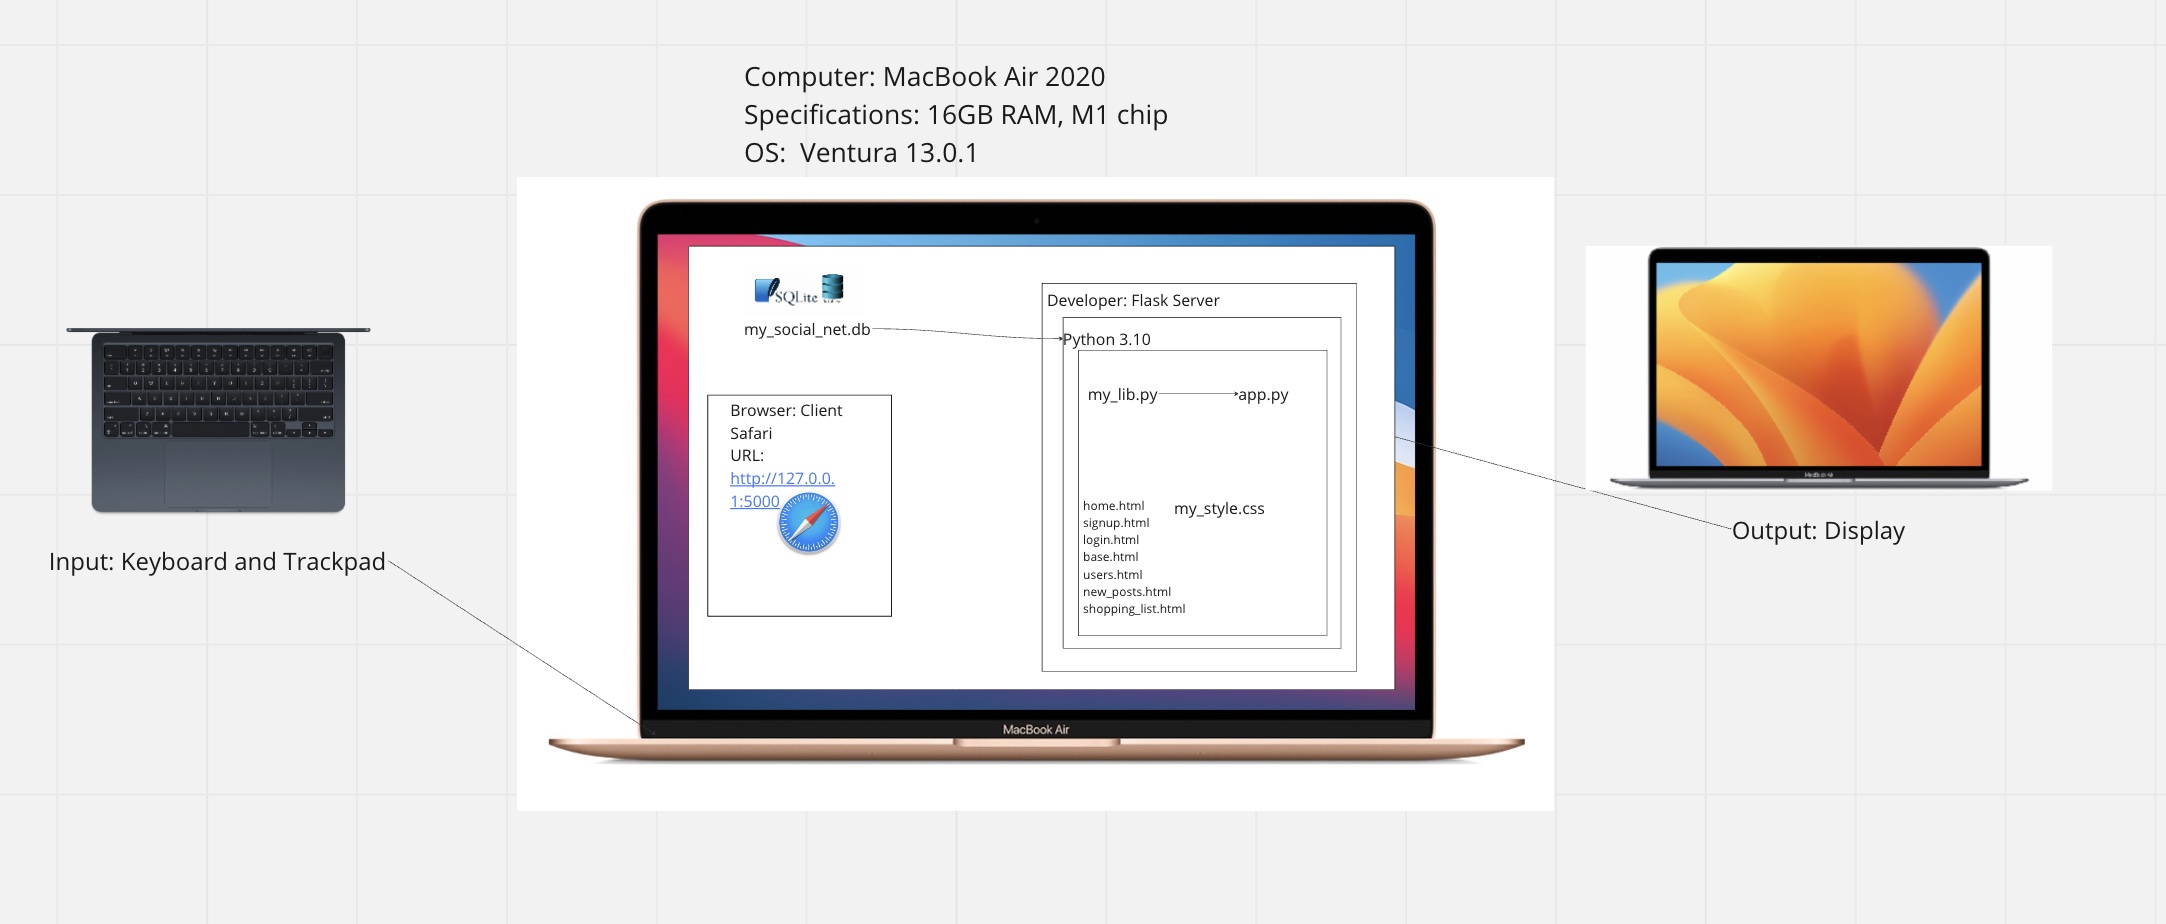 Computer: MacBook Air 2020
Specifications: 16GB RAM, M1 chip
OS:  Ventura 13.0.1
SQLite
my_social_net.db
Developer: Flask Server
Python 3.10
my_lib.py
app.py
Browser: Client
Safari
URL:
http://127.0.0.
1:5000
home.html
signup.html
login.html
base.html
users.html
new_posts.html
shopping_list.html
my_style.css
MacBook Air
Input: Keyboard and Trackpad
MacBook Air
Output: Display